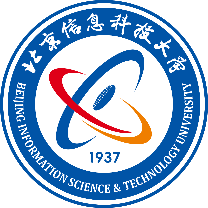 北京信息科技大学
1937
BEIJING INFORMATION SCIENCE & TECHNOLOGY UNIVERSITY